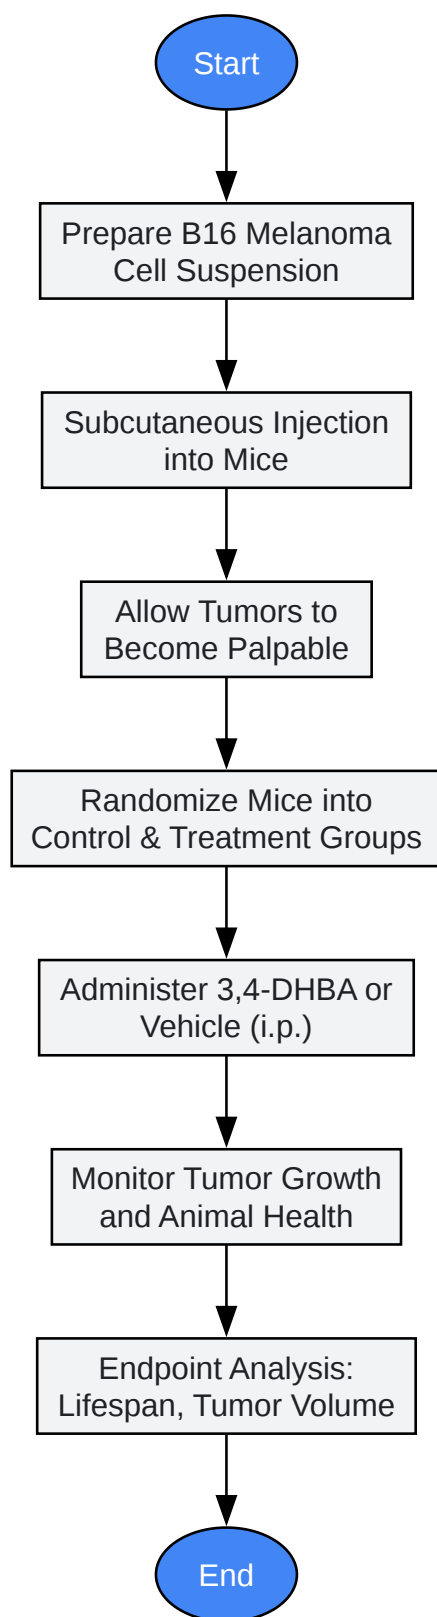 Start
Prepare B16 Melanoma
Cell Suspension
Subcutaneous Injection
into Mice
Allow Tumors to
Become Palpable
Randomize Mice into
Control & Treatment Groups
Administer 3,4-DHBA or
Vehicle (i.p.)
Monitor Tumor Growth
and Animal Health
Endpoint Analysis:
Lifespan, Tumor Volume
End